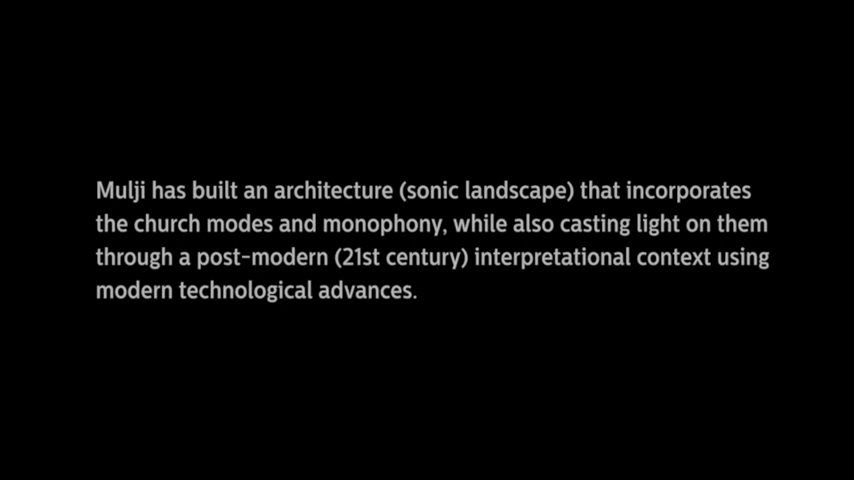 Mulji has built an architecture (sonic landscape) that incorporates
the church modes and monophony, while also casting light on them
through a post-modern (21st century) interpretational context using
modern technological advances.